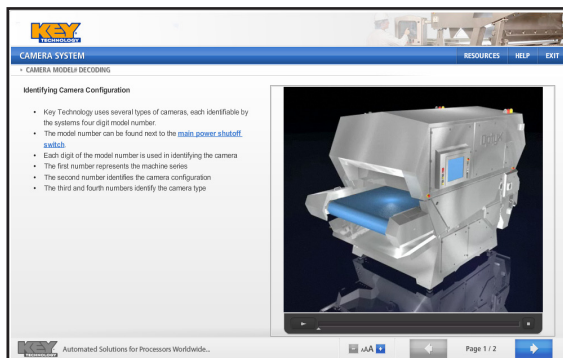 KEY
TECHNOLOGY
CAMERA SYSTEM
RESOURCES HELP EXIT
CAMERA MODEL# DECODING
Identifying Camera Configuration
• Key Technology uses several types of cameras, each identifiable by
the systems four digit model number.
• The model number can be found next to the main power shutoff
switch.
• Each digit of the model number is used in identifying the camera
• The first number represents the machine series
• The second number identifies the camera configuration
• The third and fourth numbers identify the camera type
KEY
TECHNOLOGY
Automated Solutions for Processors Worldwide...
AAA
Page 1 / 2